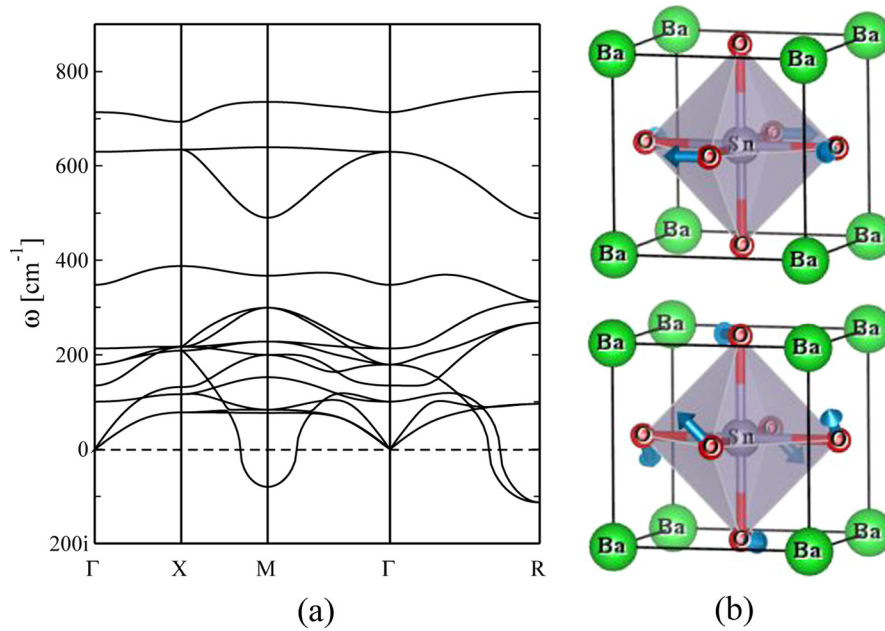 ω [cm⁻¹]
800
600
400
200
0
200i
Γ X M Γ R
(a)
Ba Ba
O
Ba Ba
O O
O Sn O
Ba Ba
O
Ba Ba
Ba Ba
O
Ba Ba
O
O Sn O
O
Ba Ba
O
Ba Ba
(b)